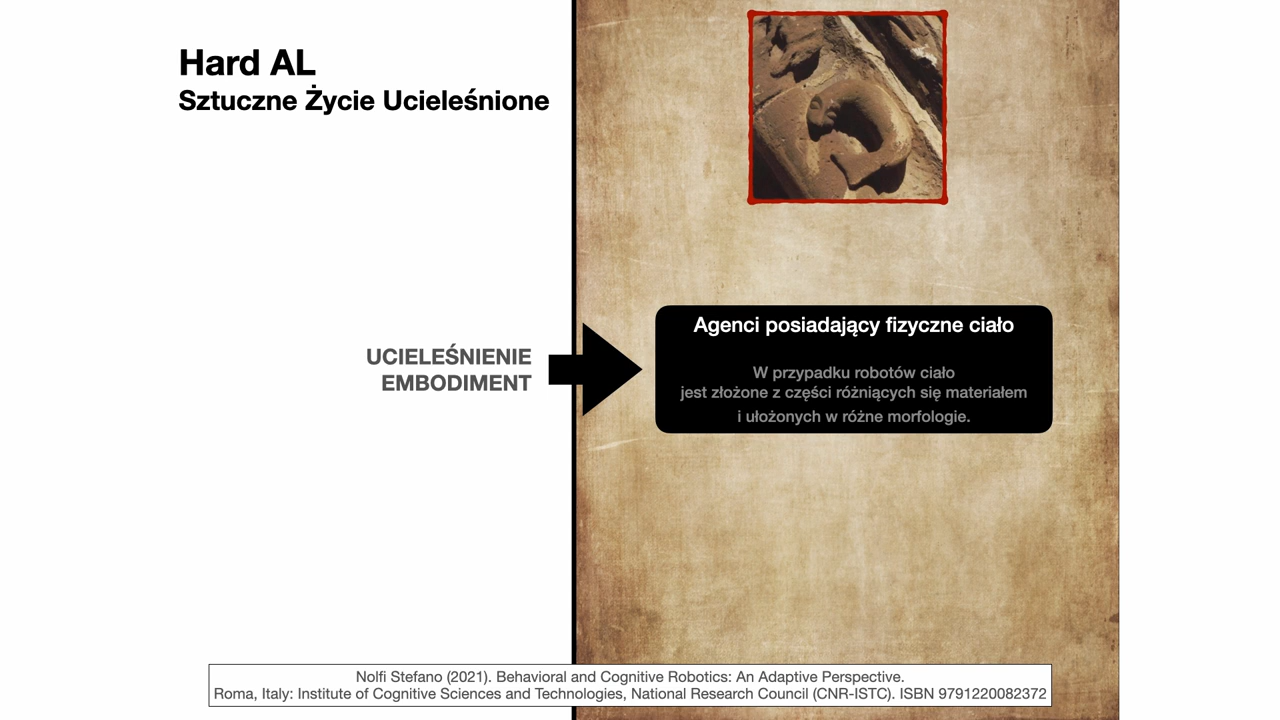 Hard AL
Sztuczne Życie Ucieleśnione
UCIELEŚNIENIE
EMBODIMENT
Agenci posiadający fizyczne ciało
W przypadku robotów ciało
jest złożone z części różniących się materiałem
i ułożonych w różne morfologie.
Nolfi Stefano (2021). Behavioral and Cognitive Robotics: An Adaptive Perspective.
Roma, Italy: Institute of Cognitive Sciences and Technologies, National Research Council (CNR-ISTC). ISBN 9791220082372